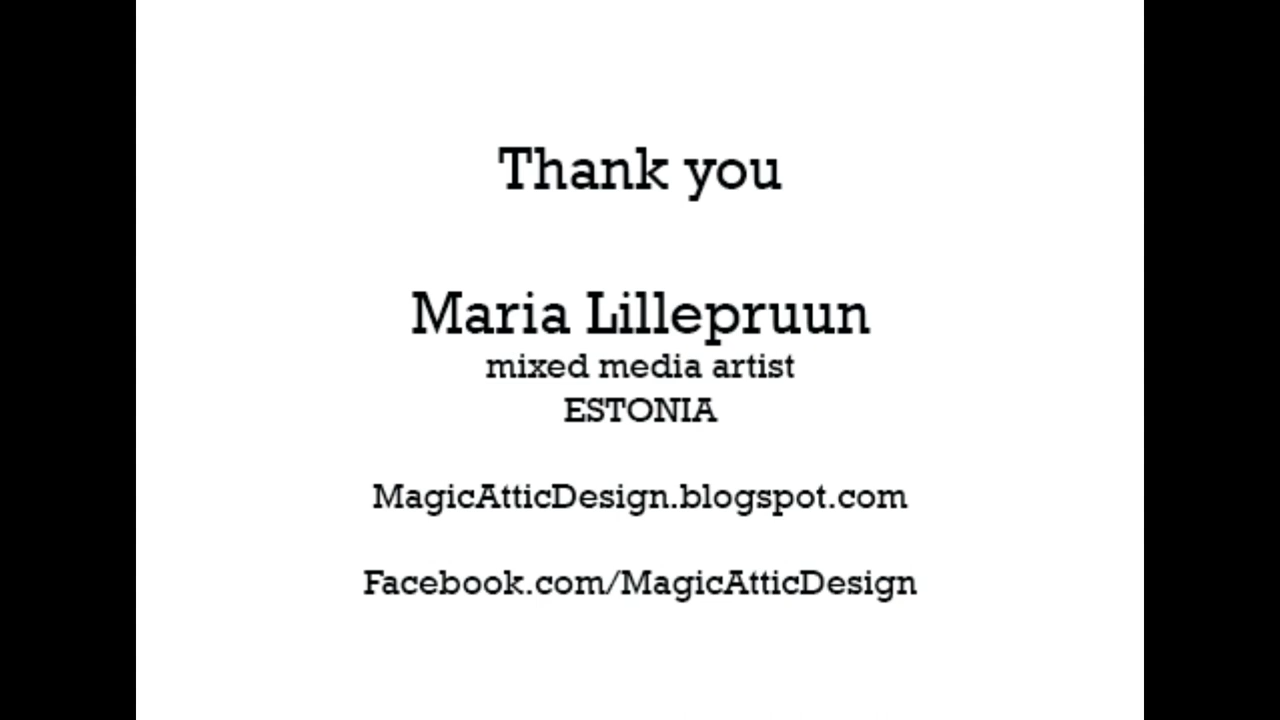 Thank you
Maria Lillepruun
mixed media artist
ESTONIA
MagicAtticDesign.blogspot.com
Facebook.com/MagicAtticDesign